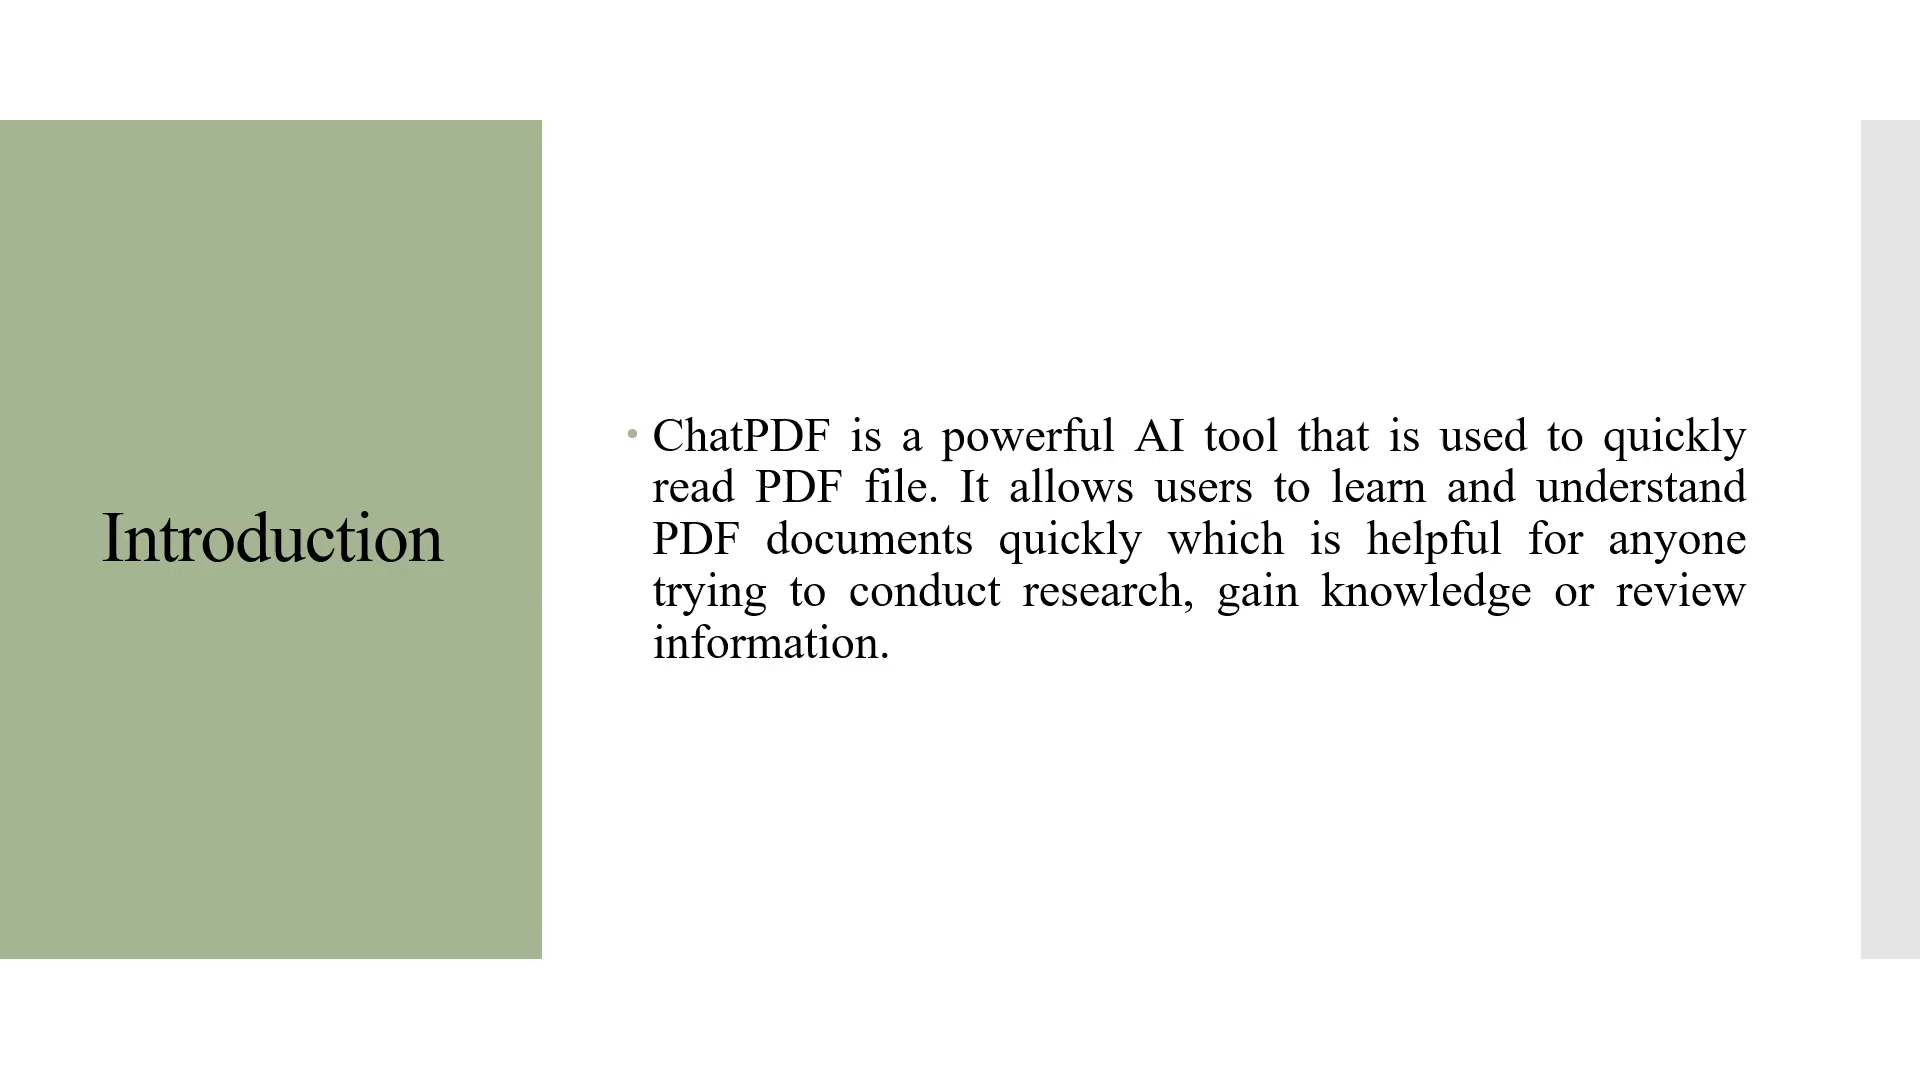 Introduction
• ChatPDF is a powerful AI tool that is used to quickly
read PDF file. It allows users to learn and understand
PDF documents quickly which is helpful for anyone
trying to conduct research, gain knowledge or review
information.